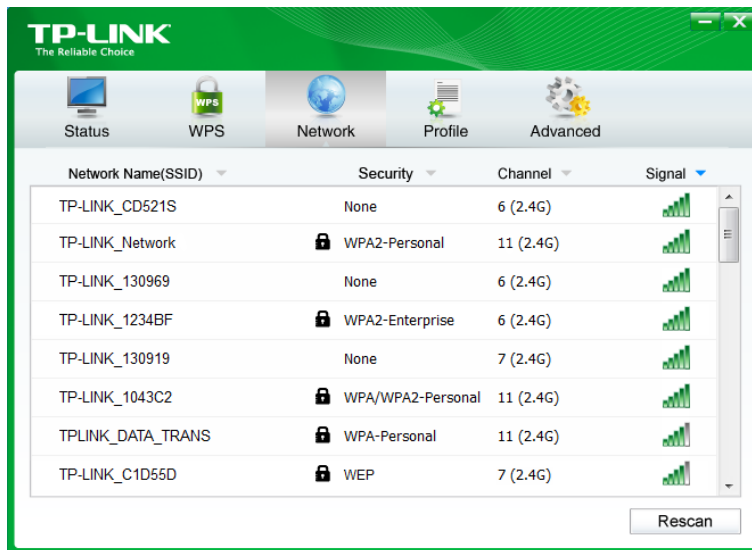 TP-LINK
The Reliable Choice
Status WPS Network Profile Advanced
WPS
Network Name(SSID) Security Channel Signal
TP-LINK_CD521S None 6 (2.4G)
TP-LINK_Network WPA2-Personal 11 (2.4G)
TP-LINK_130969 None 6 (2.4G)
TP-LINK_1234BF WPA2-Enterprise 6 (2.4G)
TP-LINK_130919 None 7 (2.4G)
TP-LINK_1043C2 WPA/WPA2-Personal 11 (2.4G)
TPLINK_DATA_TRANS WPA-Personal 11 (2.4G)
TP-LINK_C1D55D WEP 7 (2.4G)
Rescan